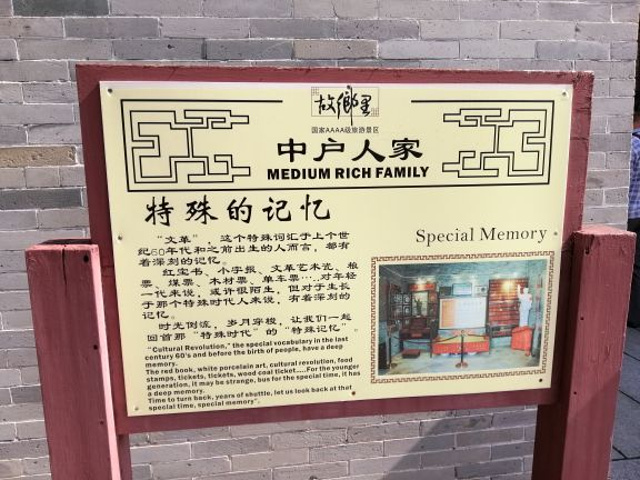 故鄉里
国家AAAA级旅游景区
中户人家
MEDIUM RICH FAMILY
特殊的记忆
Special Memory
“文革”，这个特殊词汇于上个世
纪60年代和之前出生的人而言，都有
着深刻的记忆。
红宝书、小字报、文革艺术瓷、粮
票、煤票、木材票、单车票…..对年轻
一代来说，或许很陌生，但对于生长
于那个特殊时代人来说，有着深刻的
记忆。
时光倒流，岁月穿梭，让我们一起
回首那“特殊时代”的“特殊记忆”。
"Cultural Revolution," the special vocabulary in the last
century 60's and before the birth of people, have a deep
memory.
The red book, white porcelain art, cultural revolution, food
stamps, tickets, tickets, wood coal ticket.....For the younger
generation, it may be strange, bus for the special time, it has
a deep memory.
Time to turn back, years of shuttle, let us look back at that
special time, special memory".